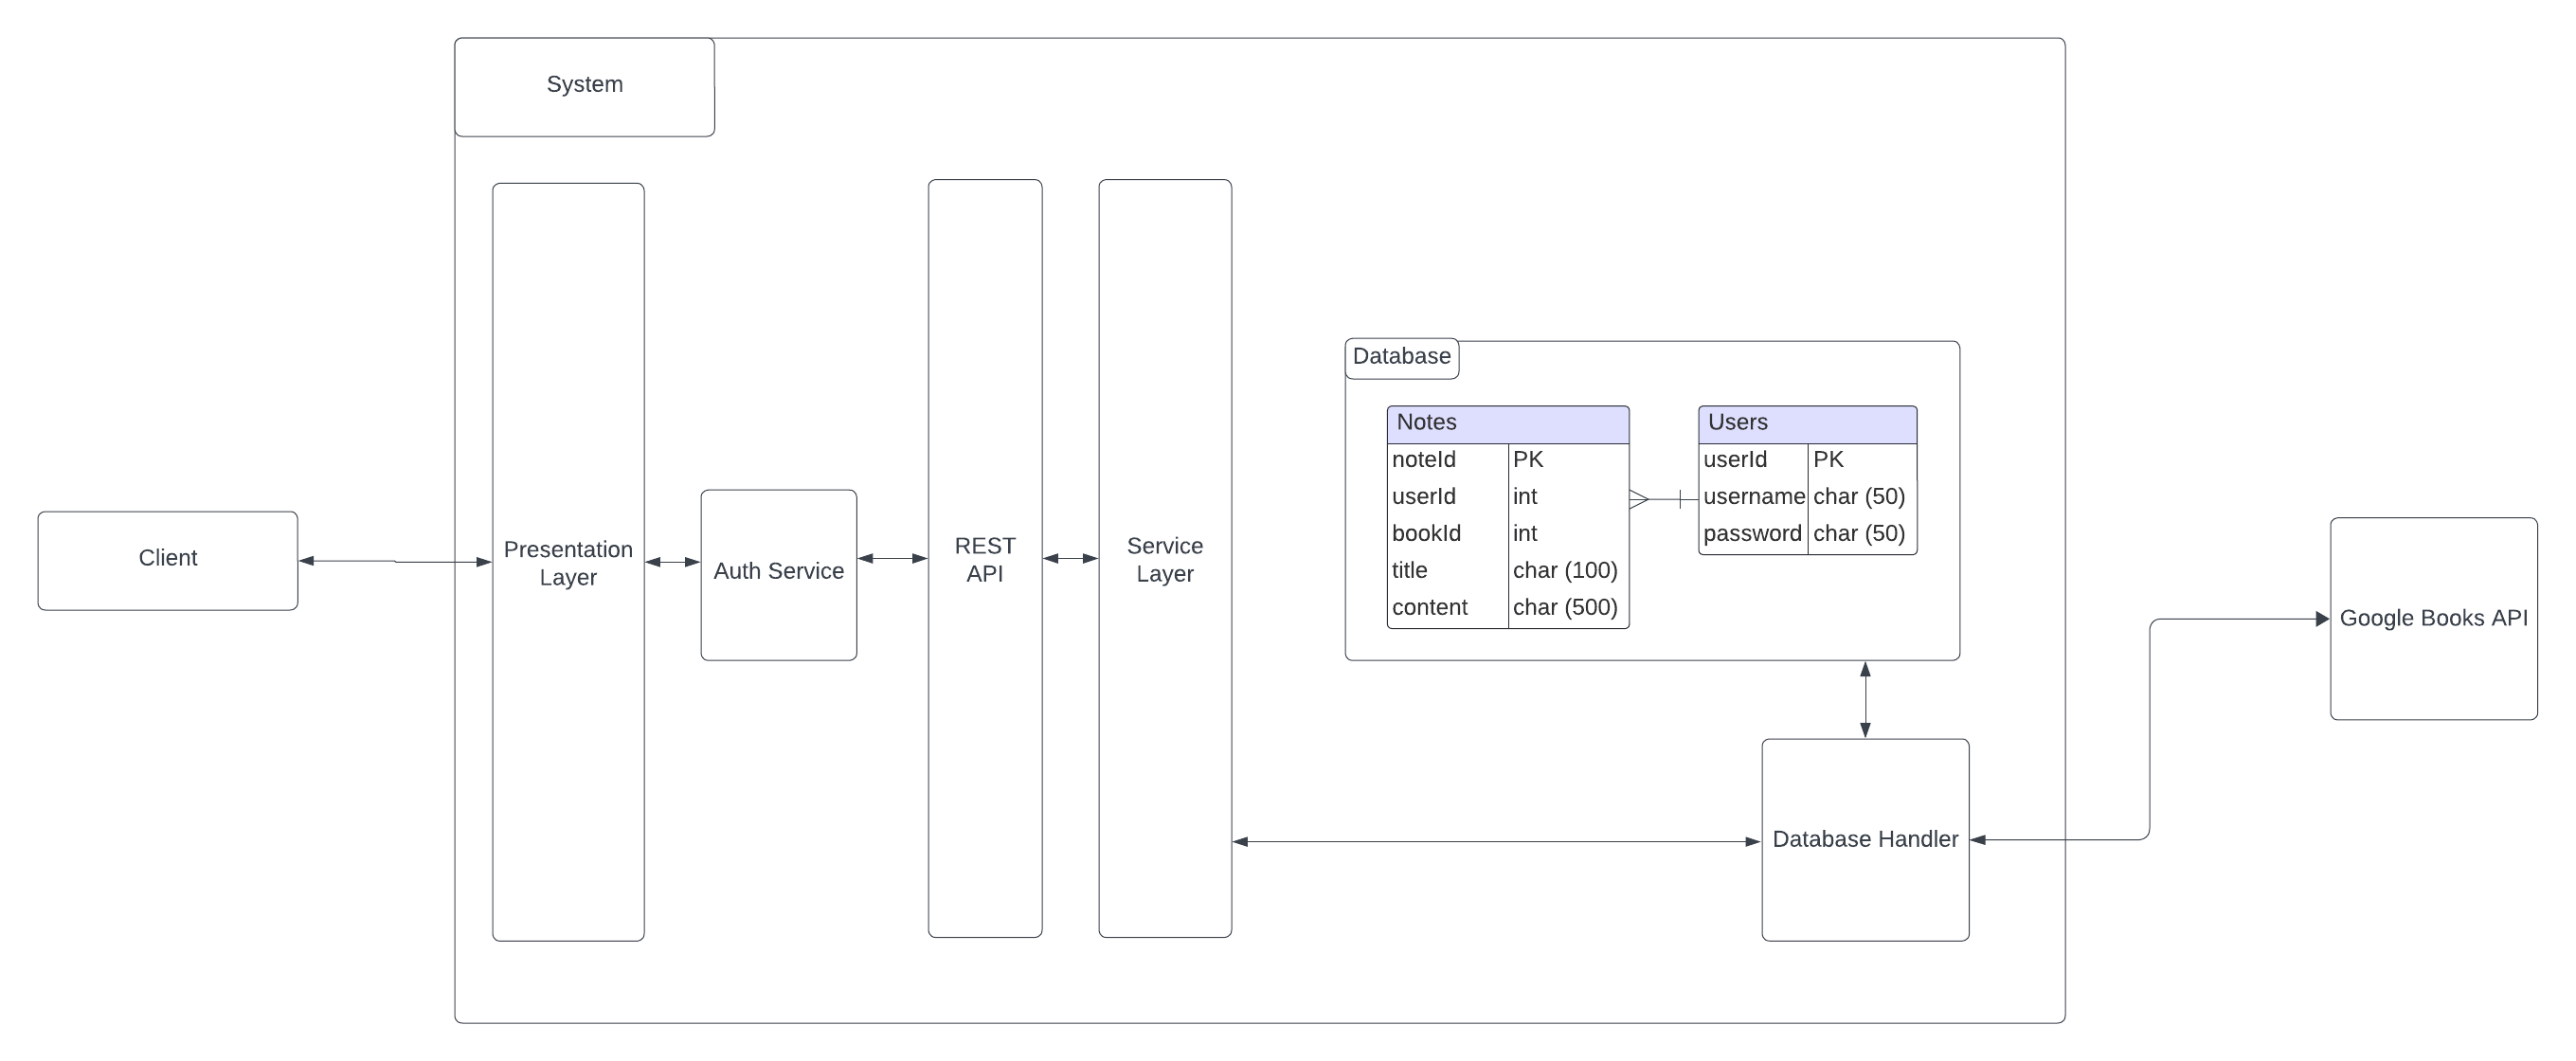 System
Client
Presentation
Layer
Auth Service
REST
API
Service
Layer
Database
Notes
noteId PK
userId int
bookId int
title char (100)
content char (500)
Users
userId PK
username char (50)
password char (50)
Database Handler
Google Books API